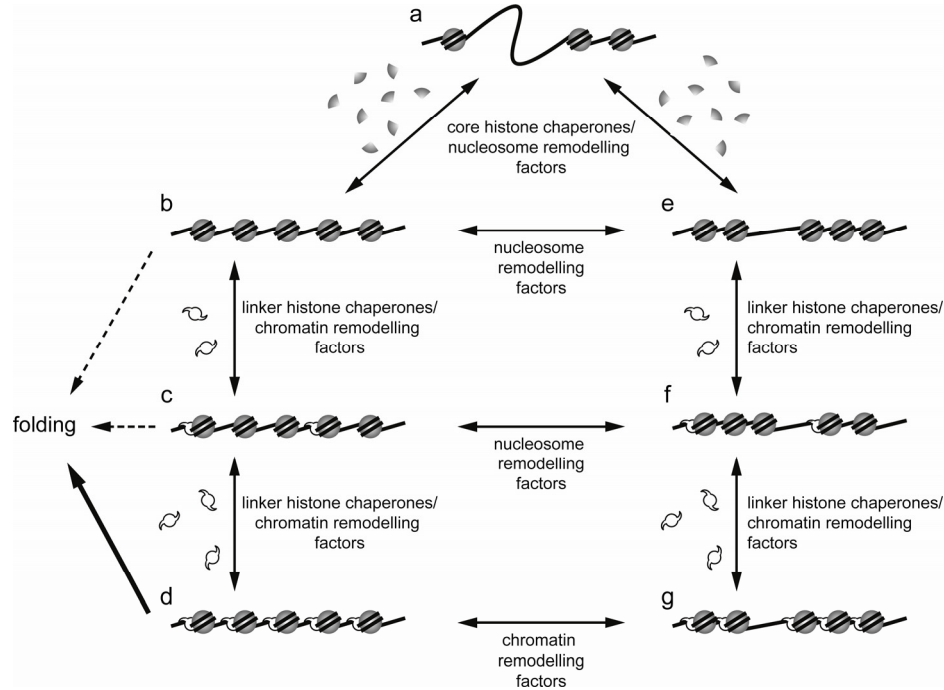 a
core histone chaperones/
nucleosome remodelling
factors
b
e
nucleosome
remodelling
factors
linker histone chaperones/
chromatin remodelling
factors
linker histone chaperones/
chromatin remodelling
factors
c
f
folding
nucleosome
remodelling
factors
linker histone chaperones/
chromatin remodelling
factors
linker histone chaperones/
chromatin remodelling
factors
d
g
chromatin
remodelling
factors